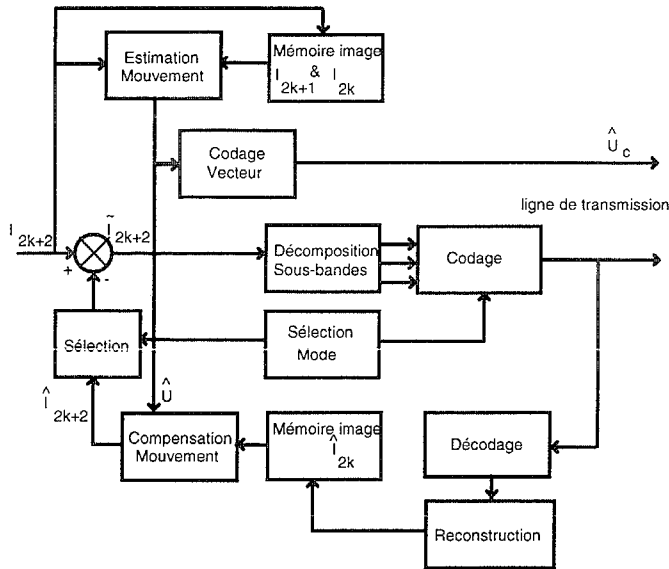 Estimation
Mouvement
Mémoire image
I 2k+1 & I 2k
Codage
Vecteur
Û c
ligne de transmission
I 2k+2
+
-
Ĩ 2k+2
Décomposition
Sous-bandes
Codage
Sélection
Sélection
Mode
Î 2k+2
Û
Compensation
Mouvement
Mémoire image
Î 2k
Décodage
Reconstruction